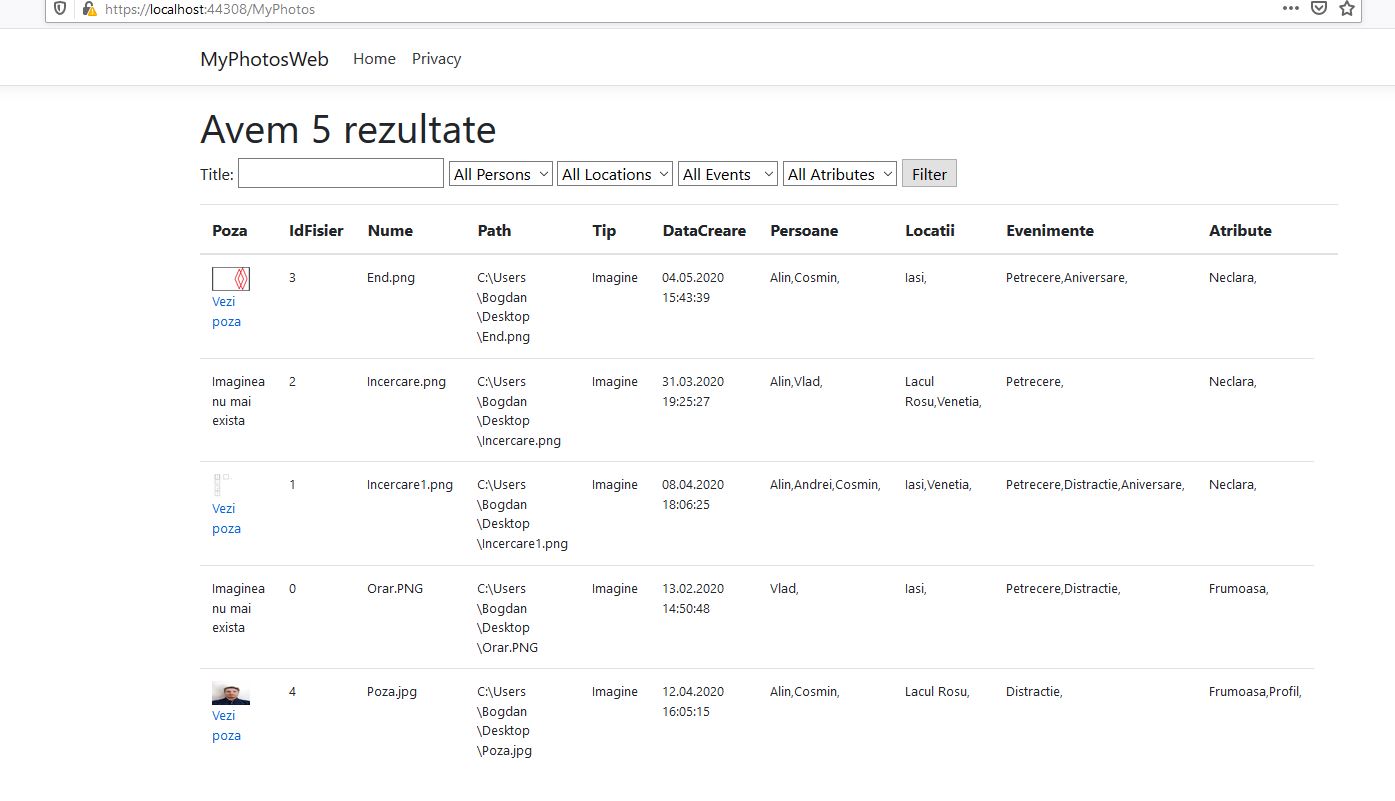 https://localhost:44308/MyPhotos
MyPhotosWeb Home Privacy
Avem 5 rezultate
Title: All Persons All Locations All Events All Atributes Filter
Poza IdFisier Nume Path Tip DataCreare Persoane Locatii Evenimente Atribute
Vezi poza 3 End.png C:\Users\Bogdan\Desktop\End.png Imagine 04.05.2020 15:43:39 Alin,Cosmin, Iasi, Petrecere,Aniversare, Neclara,
Imaginea nu mai exista 2 Incercare.png C:\Users\Bogdan\Desktop\Incercare.png Imagine 31.03.2020 19:25:27 Alin,Vlad, Lacul Rosu,Venetia, Petrecere, Neclara,
Vezi poza 1 Incercare1.png C:\Users\Bogdan\Desktop\Incercare1.png Imagine 08.04.2020 18:06:25 Alin,Andrei,Cosmin, Iasi,Venetia, Petrecere,Distractie,Aniversare, Neclara,
Imaginea nu mai exista 0 Orar.PNG C:\Users\Bogdan\Desktop\Orar.PNG Imagine 13.02.2020 14:50:48 Vlad, Iasi, Petrecere,Distractie, Frumoasa,
Vezi poza 4 Poza.jpg C:\Users\Bogdan\Desktop\Poza.jpg Imagine 12.04.2020 16:05:15 Alin,Cosmin, Lacul Rosu, Distractie, Frumoasa,Profil,